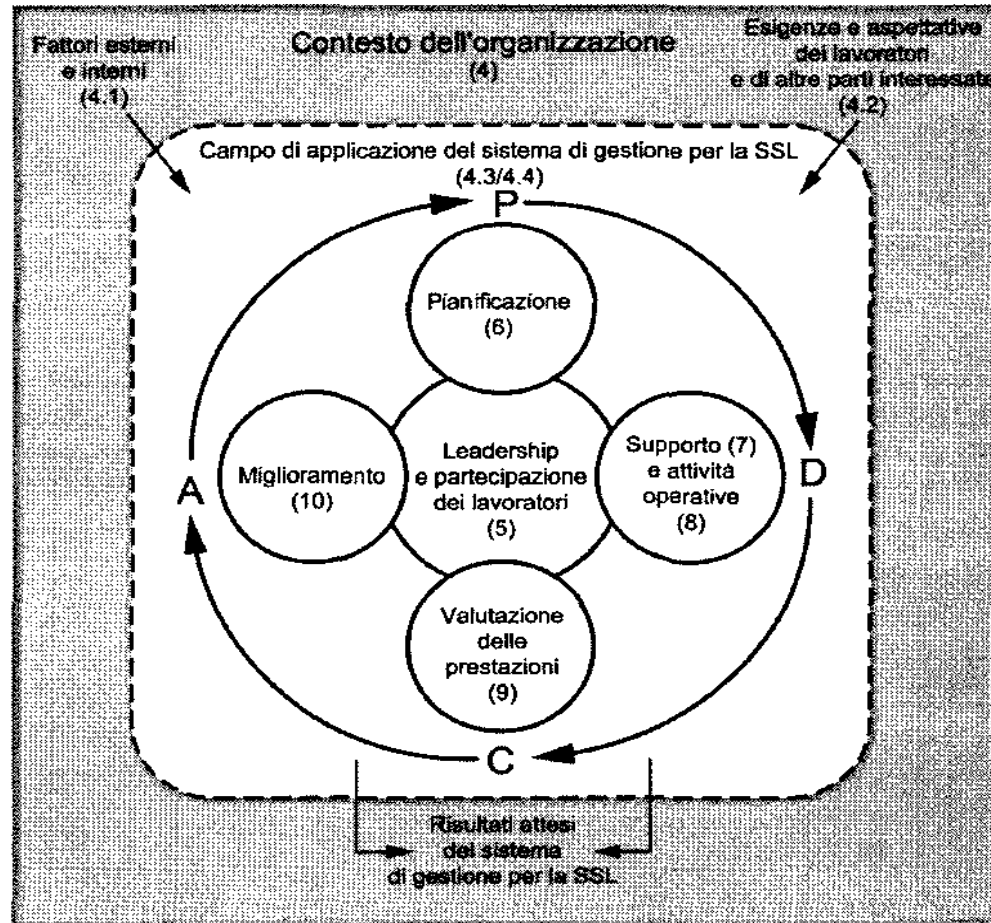 Fattori esterni
e interni
(4.1)
Contesto dell'organizzazione
(4)
Esigenze e aspettative
dei lavoratori
e di altre parti interessate
(4.2)
Campo di applicazione del sistema di gestione per la SSL
(4.3/4.4)
P
Pianificazione
(6)
A
Miglioramento
(10)
Leadership
e partecipazione
dei lavoratori
(5)
Supporto (7)
e attività
operative
(8)
D
Valutazione
delle
prestazioni
(9)
C
Risultati attesi
del sistema
di gestione per la SSL